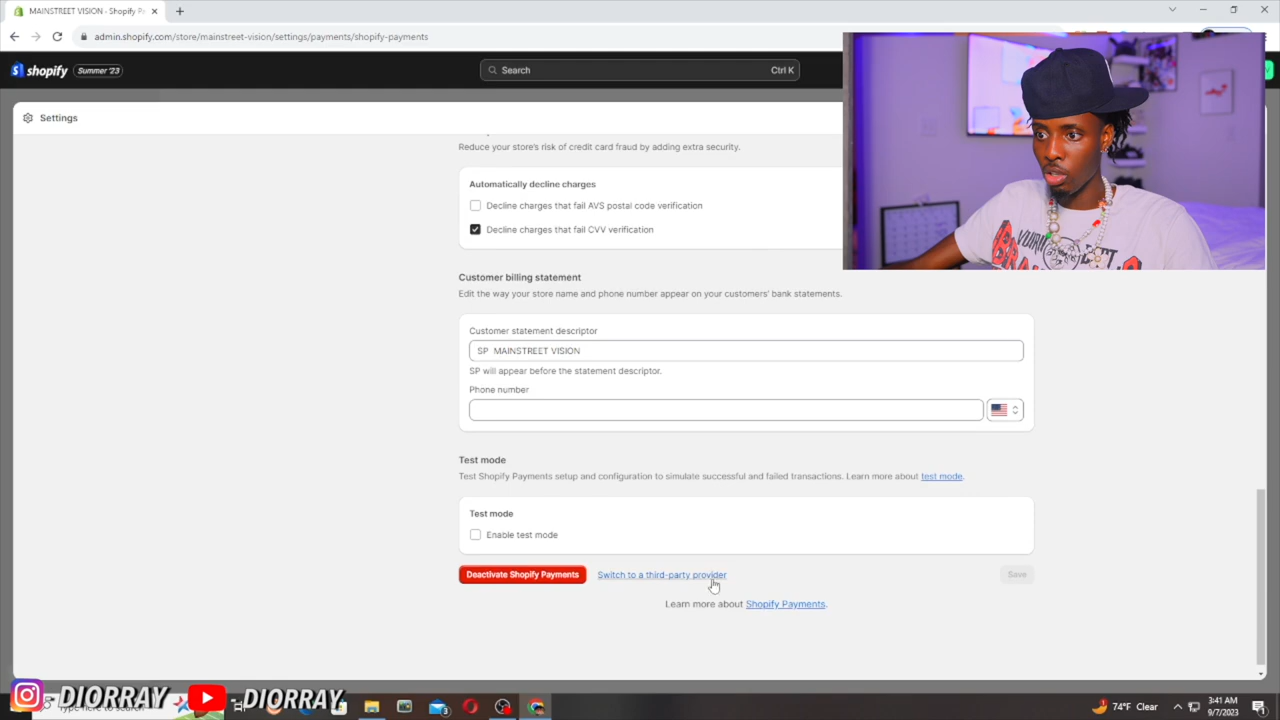 MAINSTREET VISION - Shopify P
admin.shopify.com/store/mainstreet-vision/settings/payments/shopify-payments
shopify Summer '23 Search Ctrl K
Settings
Reduce your store's risk of credit card fraud by adding extra security.
Automatically decline charges
Decline charges that fail AVS postal code verification
Decline charges that fail CVV verification
Customer billing statement
Edit the way your store name and phone number appear on your customers' bank statements.
Customer statement descriptor
SP MAINSTREET VISION
SP will appear before the statement descriptor.
Phone number
Test mode
Test Shopify Payments setup and configuration to simulate successful and failed transactions. Learn more about test mode.
Test mode
Enable test mode
Deactivate Shopify Payments Switch to a third-party provider Save
Learn more about Shopify Payments.
DIORRAY -DIORRAY
Type here to search
74°F Clear 3:41 AM
9/7/2023